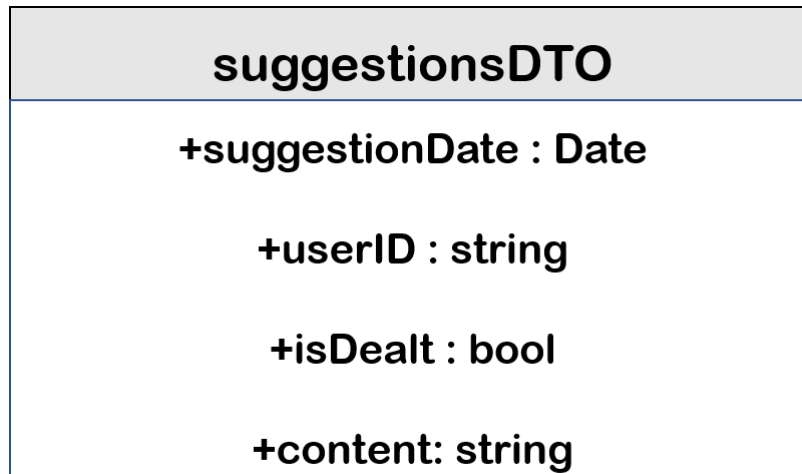 suggestionsDTO
+suggestionDate : Date
+userID : string
+isDealt : bool
+content: string